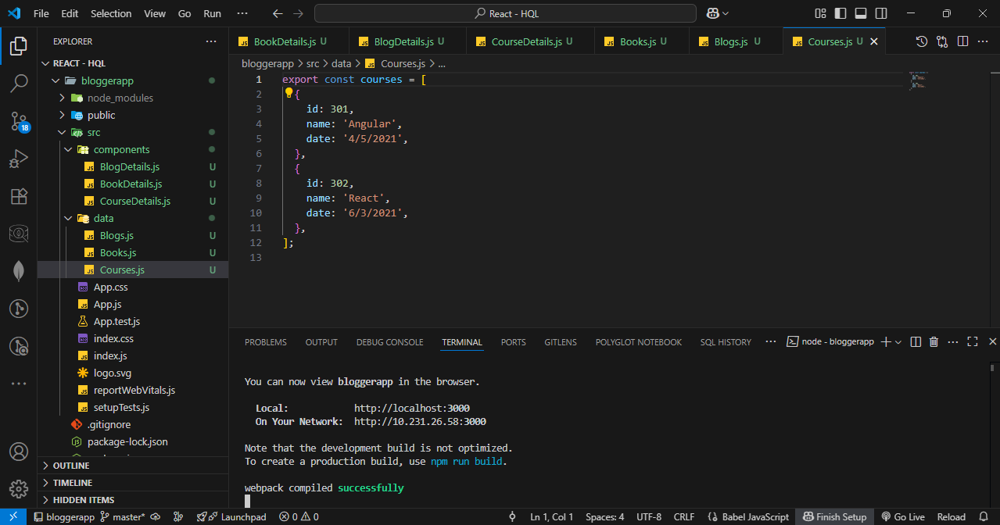 File Edit Selection View Go Run ··· React - HQL
EXPLORER ···
REACT - HQL
bloggerapp
node_modules
public
src
components
BlogDetails.js U
BookDetails.js U
CourseDetails.js U
data
Blogs.js U
Books.js U
Courses.js U
App.css
App.js
App.test.js
index.css
index.js
logo.svg
reportWebVitals.js
setupTests.js
.gitignore
package-lock.json
OUTLINE
TIMELINE
HIDDEN ITEMS
18
BookDetails.js U BlogDetails.js U CourseDetails.js U Books.js U Blogs.js U Courses.js U
bloggerapp > src > data > Courses.js > ...
1 export const courses = [
2 {
3 id: 301,
4 name: 'Angular',
5 date: '4/5/2021',
6 },
7 {
8 id: 302,
9 name: 'React',
10 date: '6/3/2021',
11 },
12 ];
13
PROBLEMS OUTPUT DEBUG CONSOLE TERMINAL PORTS GITLENS POLYGLOT NOTEBOOK SQL HISTORY ··· node - bloggerapp
You can now view bloggerapp in the browser.
Local: http://localhost:3000
On Your Network: http://10.231.26.58:3000
Note that the development build is not optimized.
To create a production build, use npm run build.
webpack compiled successfully
bloggerapp master* Launchpad 0 0 Ln 1, Col 1 Spaces: 4 UTF-8 CRLF {} Babel JavaScript Finish Setup Go Live Reload